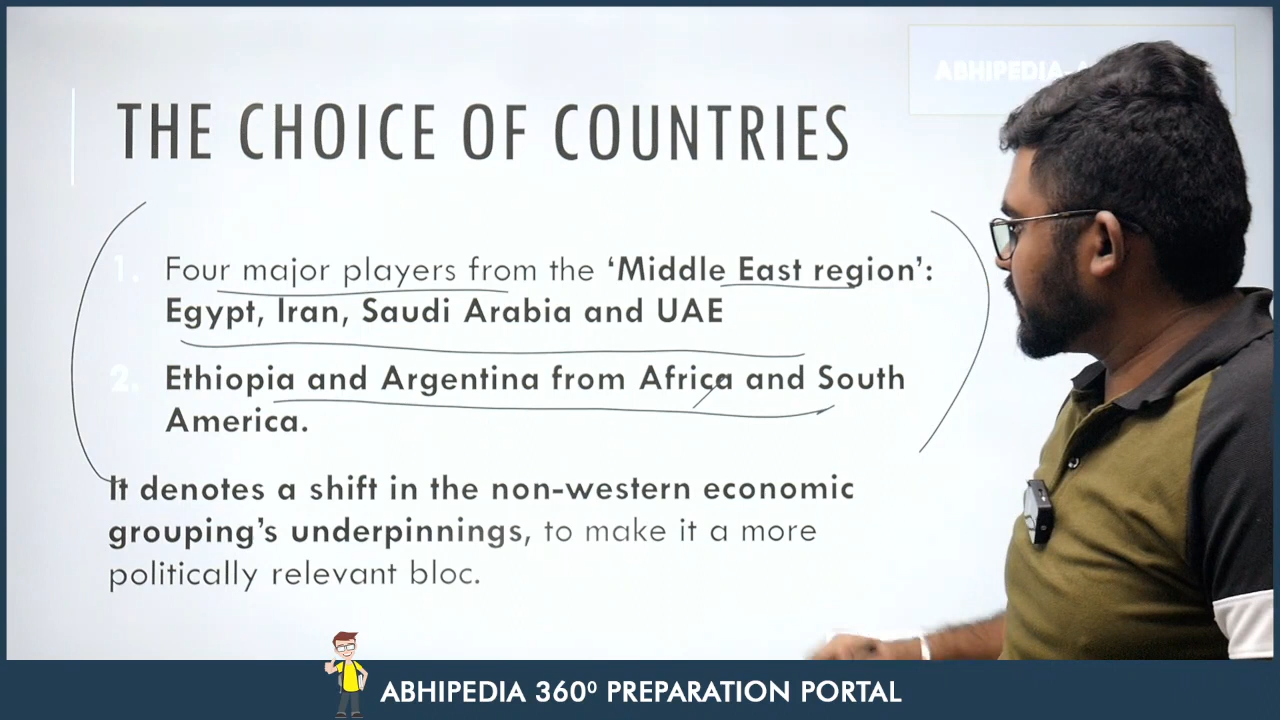 ABHIPEDIA
THE CHOICE OF COUNTRIES
1. Four major players from the ‘Middle East region’:
Egypt, Iran, Saudi Arabia and UAE
2. Ethiopia and Argentina from Africa and South
America.
It denotes a shift in the non-western economic
grouping’s underpinnings, to make it a more
politically relevant bloc.
ABHIPEDIA 360⁰ PREPARATION PORTAL